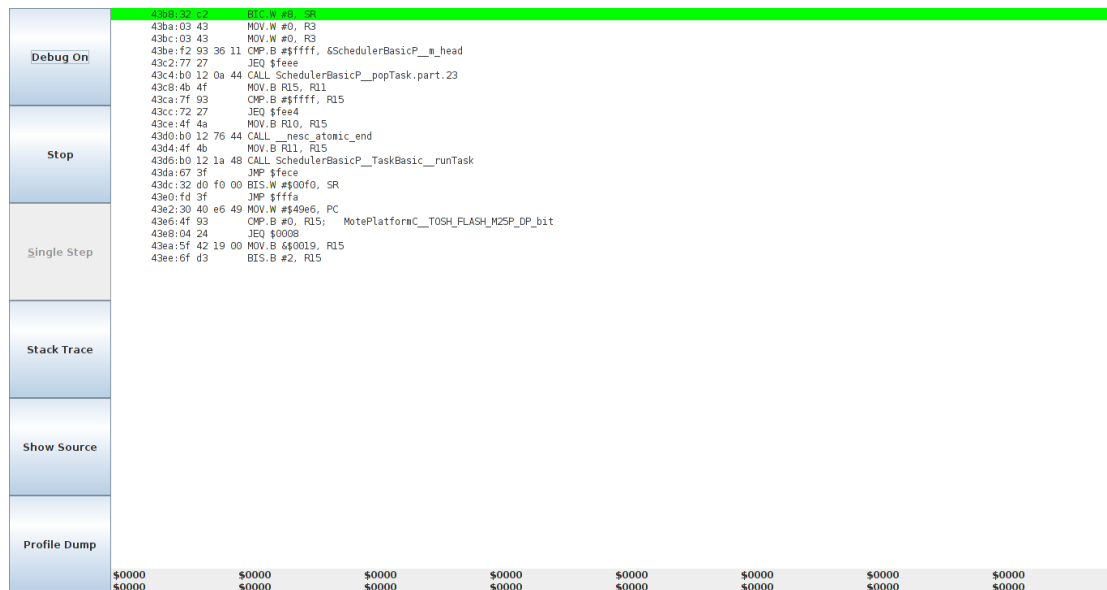 Debug On
Stop
Single Step
Stack Trace
Show Source
Profile Dump
43b8:32 c2 BIC.W #8, SR
43ba:03 43 MOV.W #0, R3
43bc:03 43 MOV.W #0, R3
43be:f2 93 36 11 CMP.B #$ffff, &SchedulerBasicP__m_head
43c2:77 27 JEQ $feee
43c4:b0 12 0a 44 CALL SchedulerBasicP__popTask.part.23
43c8:4b 4f MOV.B R15, R11
43ca:7f 93 CMP.B #$ffff, R15
43cc:72 27 JEQ $fee4
43ce:4f 4a MOV.B R10, R15
43d0:b0 12 76 44 CALL __nesc_atomic_end
43d4:4f 4b MOV.B R11, R15
43d6:b0 12 1a 48 CALL SchedulerBasicP__TaskBasic__runTask
43da:67 3f JMP $fece
43dc:32 d0 f0 00 BIS.W #$00f0, SR
43e0:fd 3f JMP $fffa
43e2:30 40 e6 49 MOV.W #$49e6, PC
43e6:4f 93 CMP.B #0, R15; MotePlatformC__TOSH_FLASH_M25P_DP_bit
43e8:04 24 JEQ $0008
43ea:5f 42 19 00 MOV.B &$0019, R15
43ee:6f d3 BIS.B #2, R15
$0000 $0000 $0000 $0000 $0000 $0000 $0000 $0000
$0000 $0000 $0000 $0000 $0000 $0000 $0000 $0000